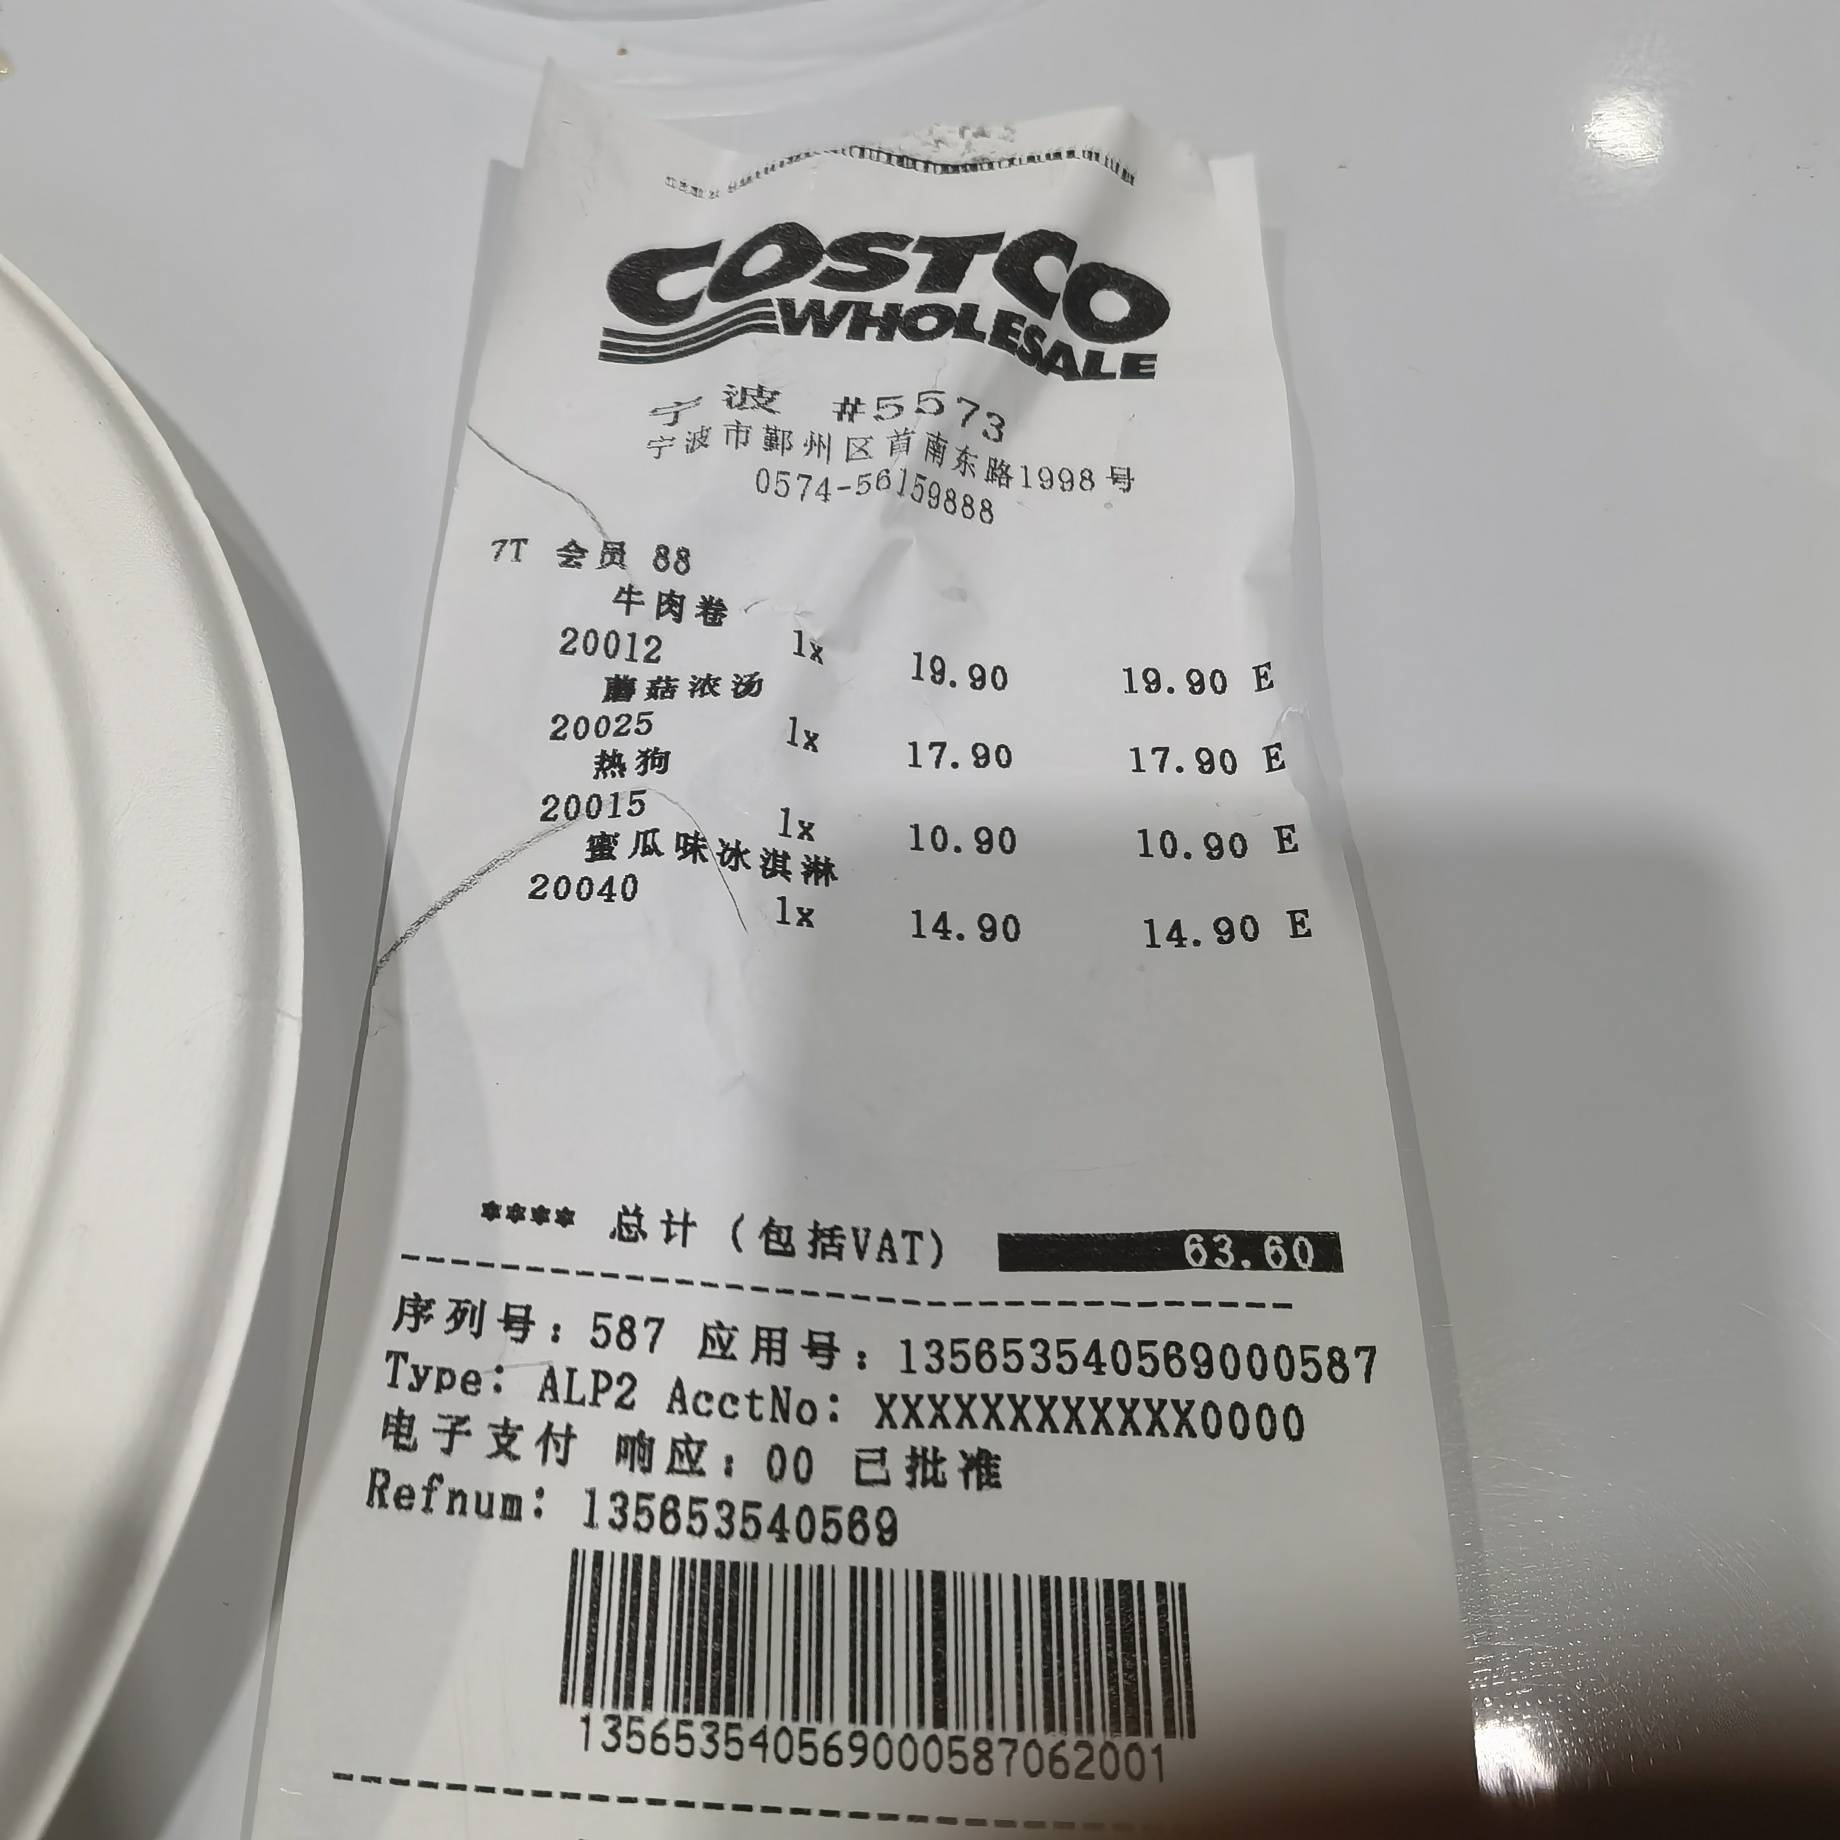 COSTCO
WHOLESALE
宁波 #5573
宁波市鄞州区首南东路1998号
0574-56159888
7T 会员 88
牛肉卷
20012 1x 19.90 19.90 E
蘑菇浓汤
20025 1x 17.90 17.90 E
热狗
20015 1x 10.90 10.90 E
蜜瓜味冰淇淋
20040 1x 14.90 14.90 E
**** 总计 (包括VAT) 63.60
序列号: 587 应用号: 135653540569000587
Type: ALP2 AcctNo: XXXXXXXXXXXX0000
电子支付 响应: 00 已批准
Refnum: 135653540569
135653540569000587062001